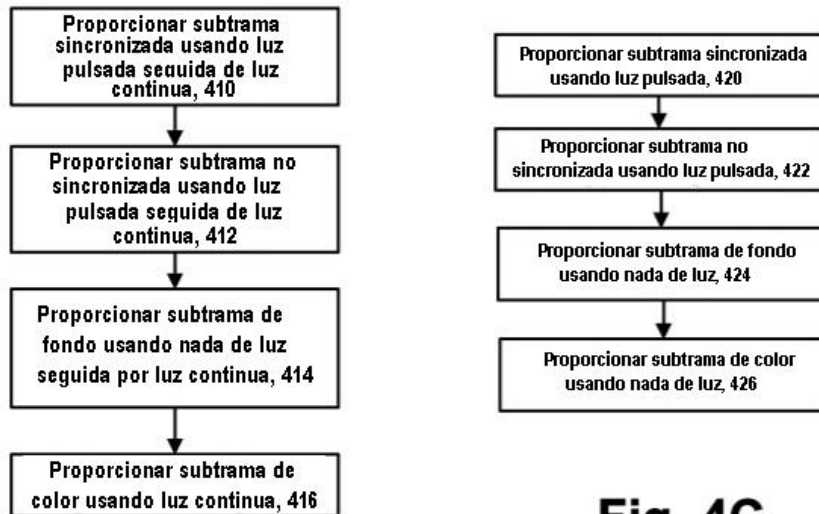 Proporcionar subtrama
sincronizada usando luz
pulsada seguida de luz
continua, 410
Proporcionar subtrama no
sincronizada usando luz
pulsada seguida de luz
continua, 412
Proporcionar subtrama de
fondo usando nada de luz
seguida por luz continua, 414
Proporcionar subtrama de
color usando luz continua, 416
Proporcionar subtrama sincronizada
usando luz pulsada, 420
Proporcionar subtrama no
sincronizada usando luz pulsada, 422
Proporcionar subtrama de fondo
usando nada de luz, 424
Proporcionar subtrama de color
usando nada de luz, 426
Fig. 4C